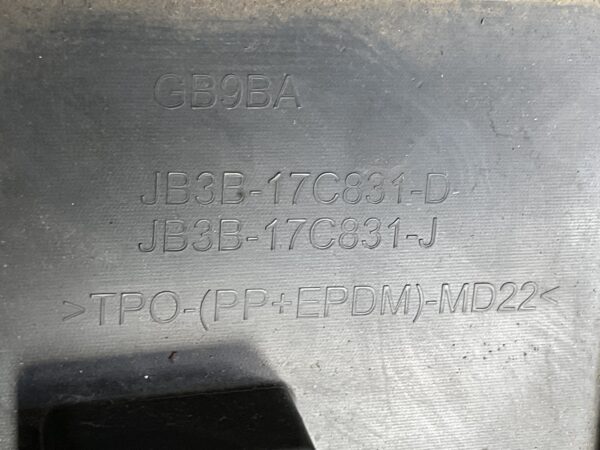 GB9BA
JB3B-17C831-D
JB3B-17C831-J
>TPO-(PP+EPDM)-MD22<